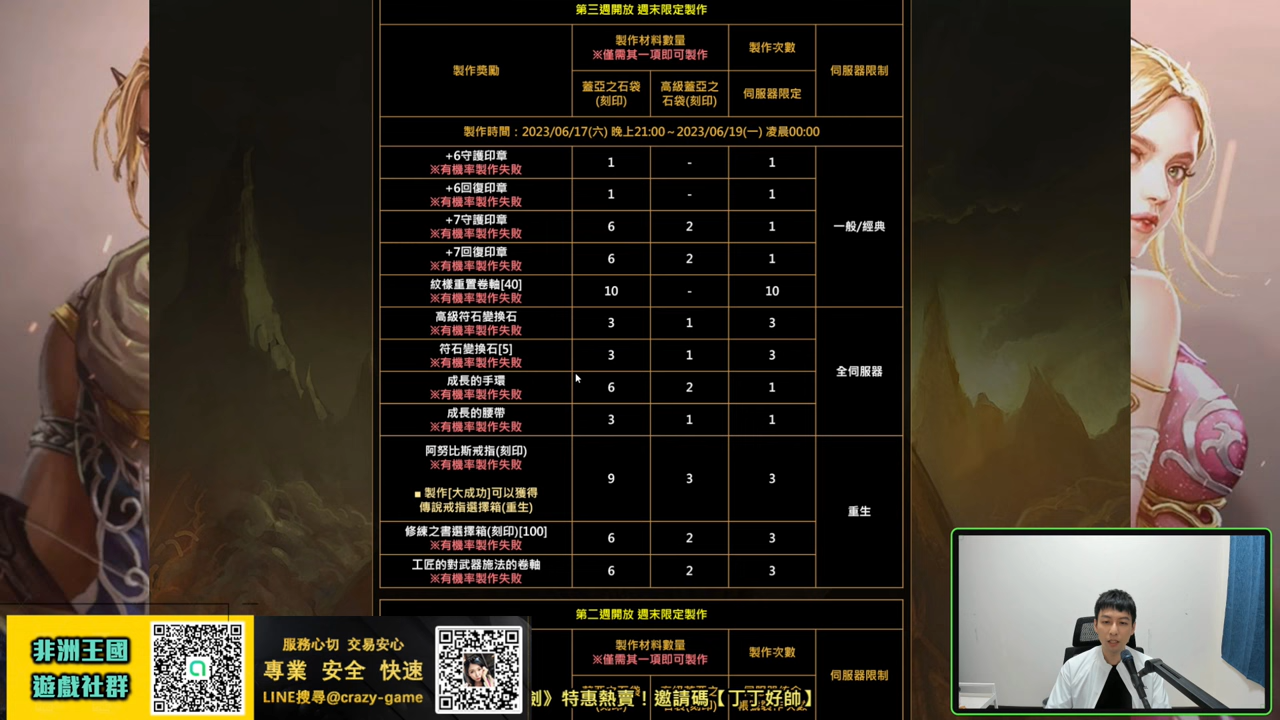 第三週開放 週末限定製作
製作獎勵
製作材料數量
※僅需其一項即可製作
製作次數
伺服器限制
蓋亞之石袋
(刻印)
高級蓋亞之
石袋(刻印)
伺服器限定
製作時間：2023/06/17(六) 晚上21:00～2023/06/19(一) 凌晨00:00
+6守護印章
※有機率製作失敗
1
-
1
+6回復印章
※有機率製作失敗
1
-
1
+7守護印章
※有機率製作失敗
6
2
1
一般/經典
+7回復印章
※有機率製作失敗
6
2
1
紋樣重置卷軸[40]
※有機率製作失敗
10
-
10
高級符石變換石
※有機率製作失敗
3
1
3
符石變換石[5]
※有機率製作失敗
3
1
3
全伺服器
成長的手環
※有機率製作失敗
6
2
1
成長的腰帶
※有機率製作失敗
3
1
1
阿努比斯戒指(刻印)
※有機率製作失敗
■ 製作[大成功]可以獲得
傳說戒指選擇箱(重生)
9
3
3
重生
修練之書選擇箱(刻印)[100]
※有機率製作失敗
6
2
3
工匠的對武器施法的卷軸
※有機率製作失敗
6
2
3
第二週開放 週末限定製作
製作材料數量
※僅需其一項即可製作
製作次數
伺服器限制
非洲王國
遊戲社群
服務心切 交易安心
專業 安全 快速
LINE搜尋@crazy-game
》特惠熱賣！邀請碼【丁丁好帥】